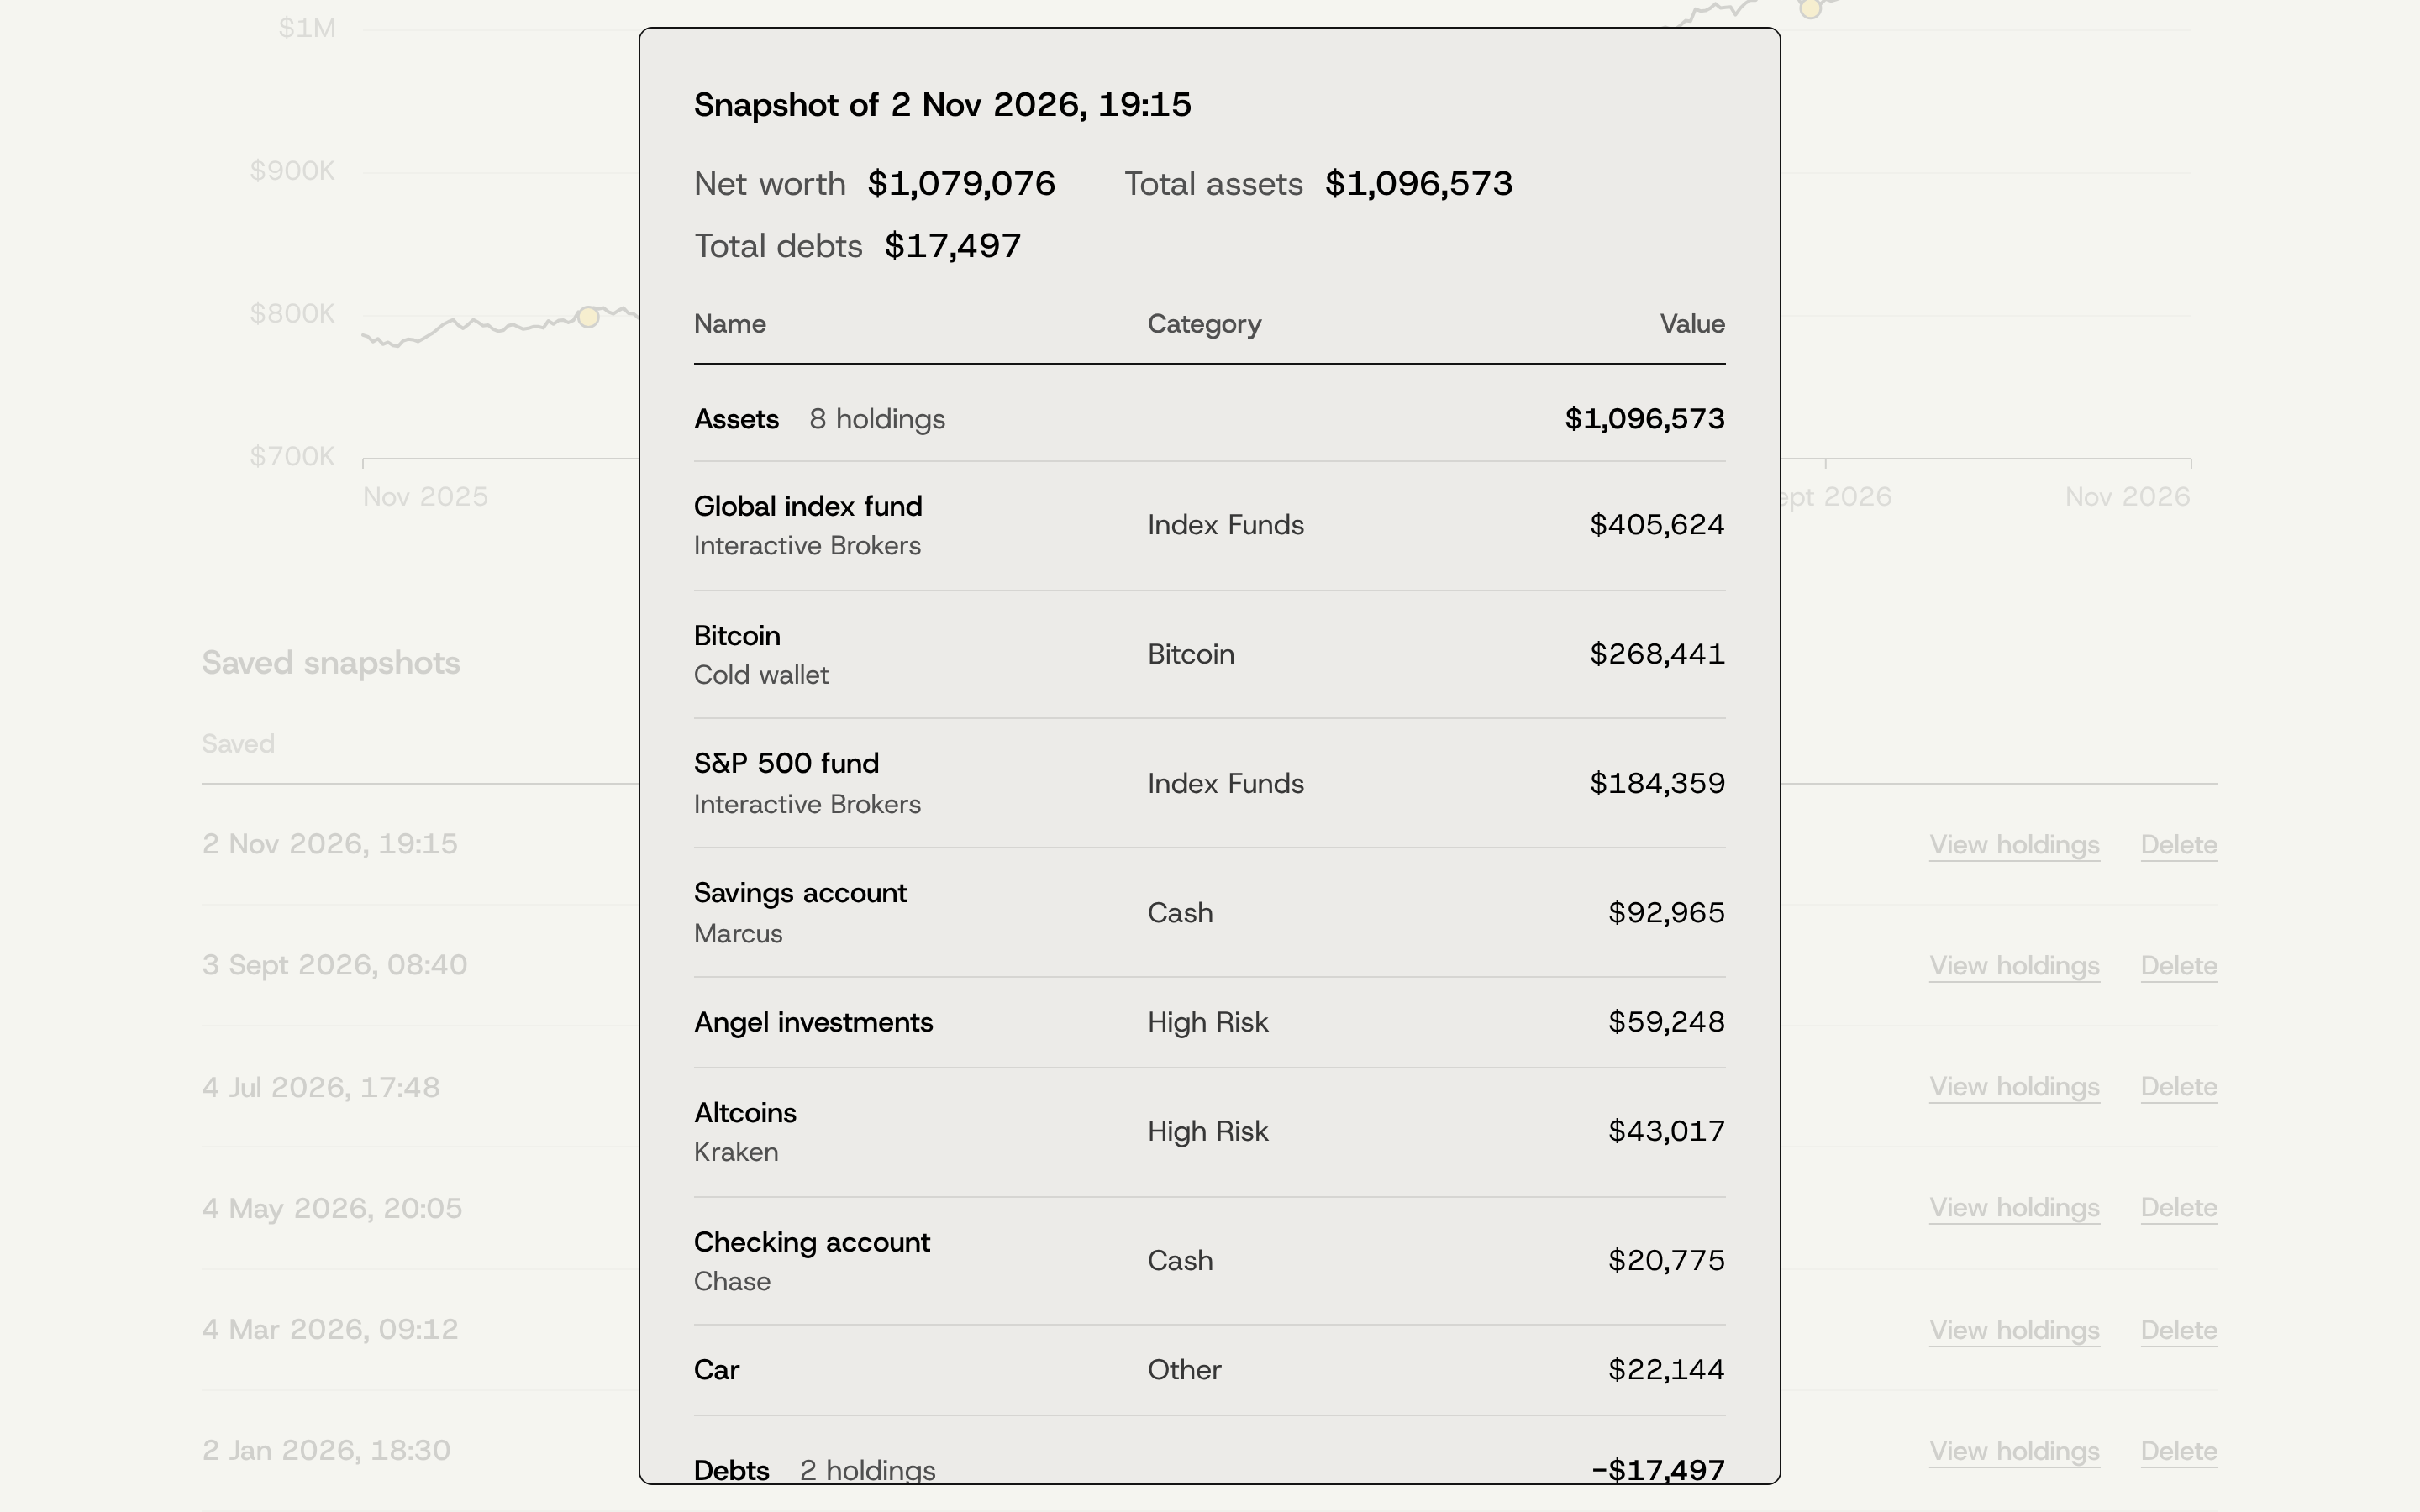 $1M
$900K
$800K
$700K
Nov 2025
ept 2026
Nov 2026
Saved snapshots
Saved
2 Nov 2026, 19:15 View holdings Delete
3 Sept 2026, 08:40 View holdings Delete
4 Jul 2026, 17:48 View holdings Delete
4 May 2026, 20:05 View holdings Delete
4 Mar 2026, 09:12 View holdings Delete
2 Jan 2026, 18:30 View holdings Delete
Snapshot of 2 Nov 2026, 19:15
Net worth $1,079,076 Total assets $1,096,573
Total debts $17,497
Name Category Value
Assets 8 holdings $1,096,573
Global index fund
Interactive Brokers
Index Funds $405,624
Bitcoin
Cold wallet
Bitcoin $268,441
S&P 500 fund
Interactive Brokers
Index Funds $184,359
Savings account
Marcus
Cash $92,965
Angel investments High Risk $59,248
Altcoins
Kraken
High Risk $43,017
Checking account
Chase
Cash $20,775
Car Other $22,144
Debts 2 holdings −$17,497